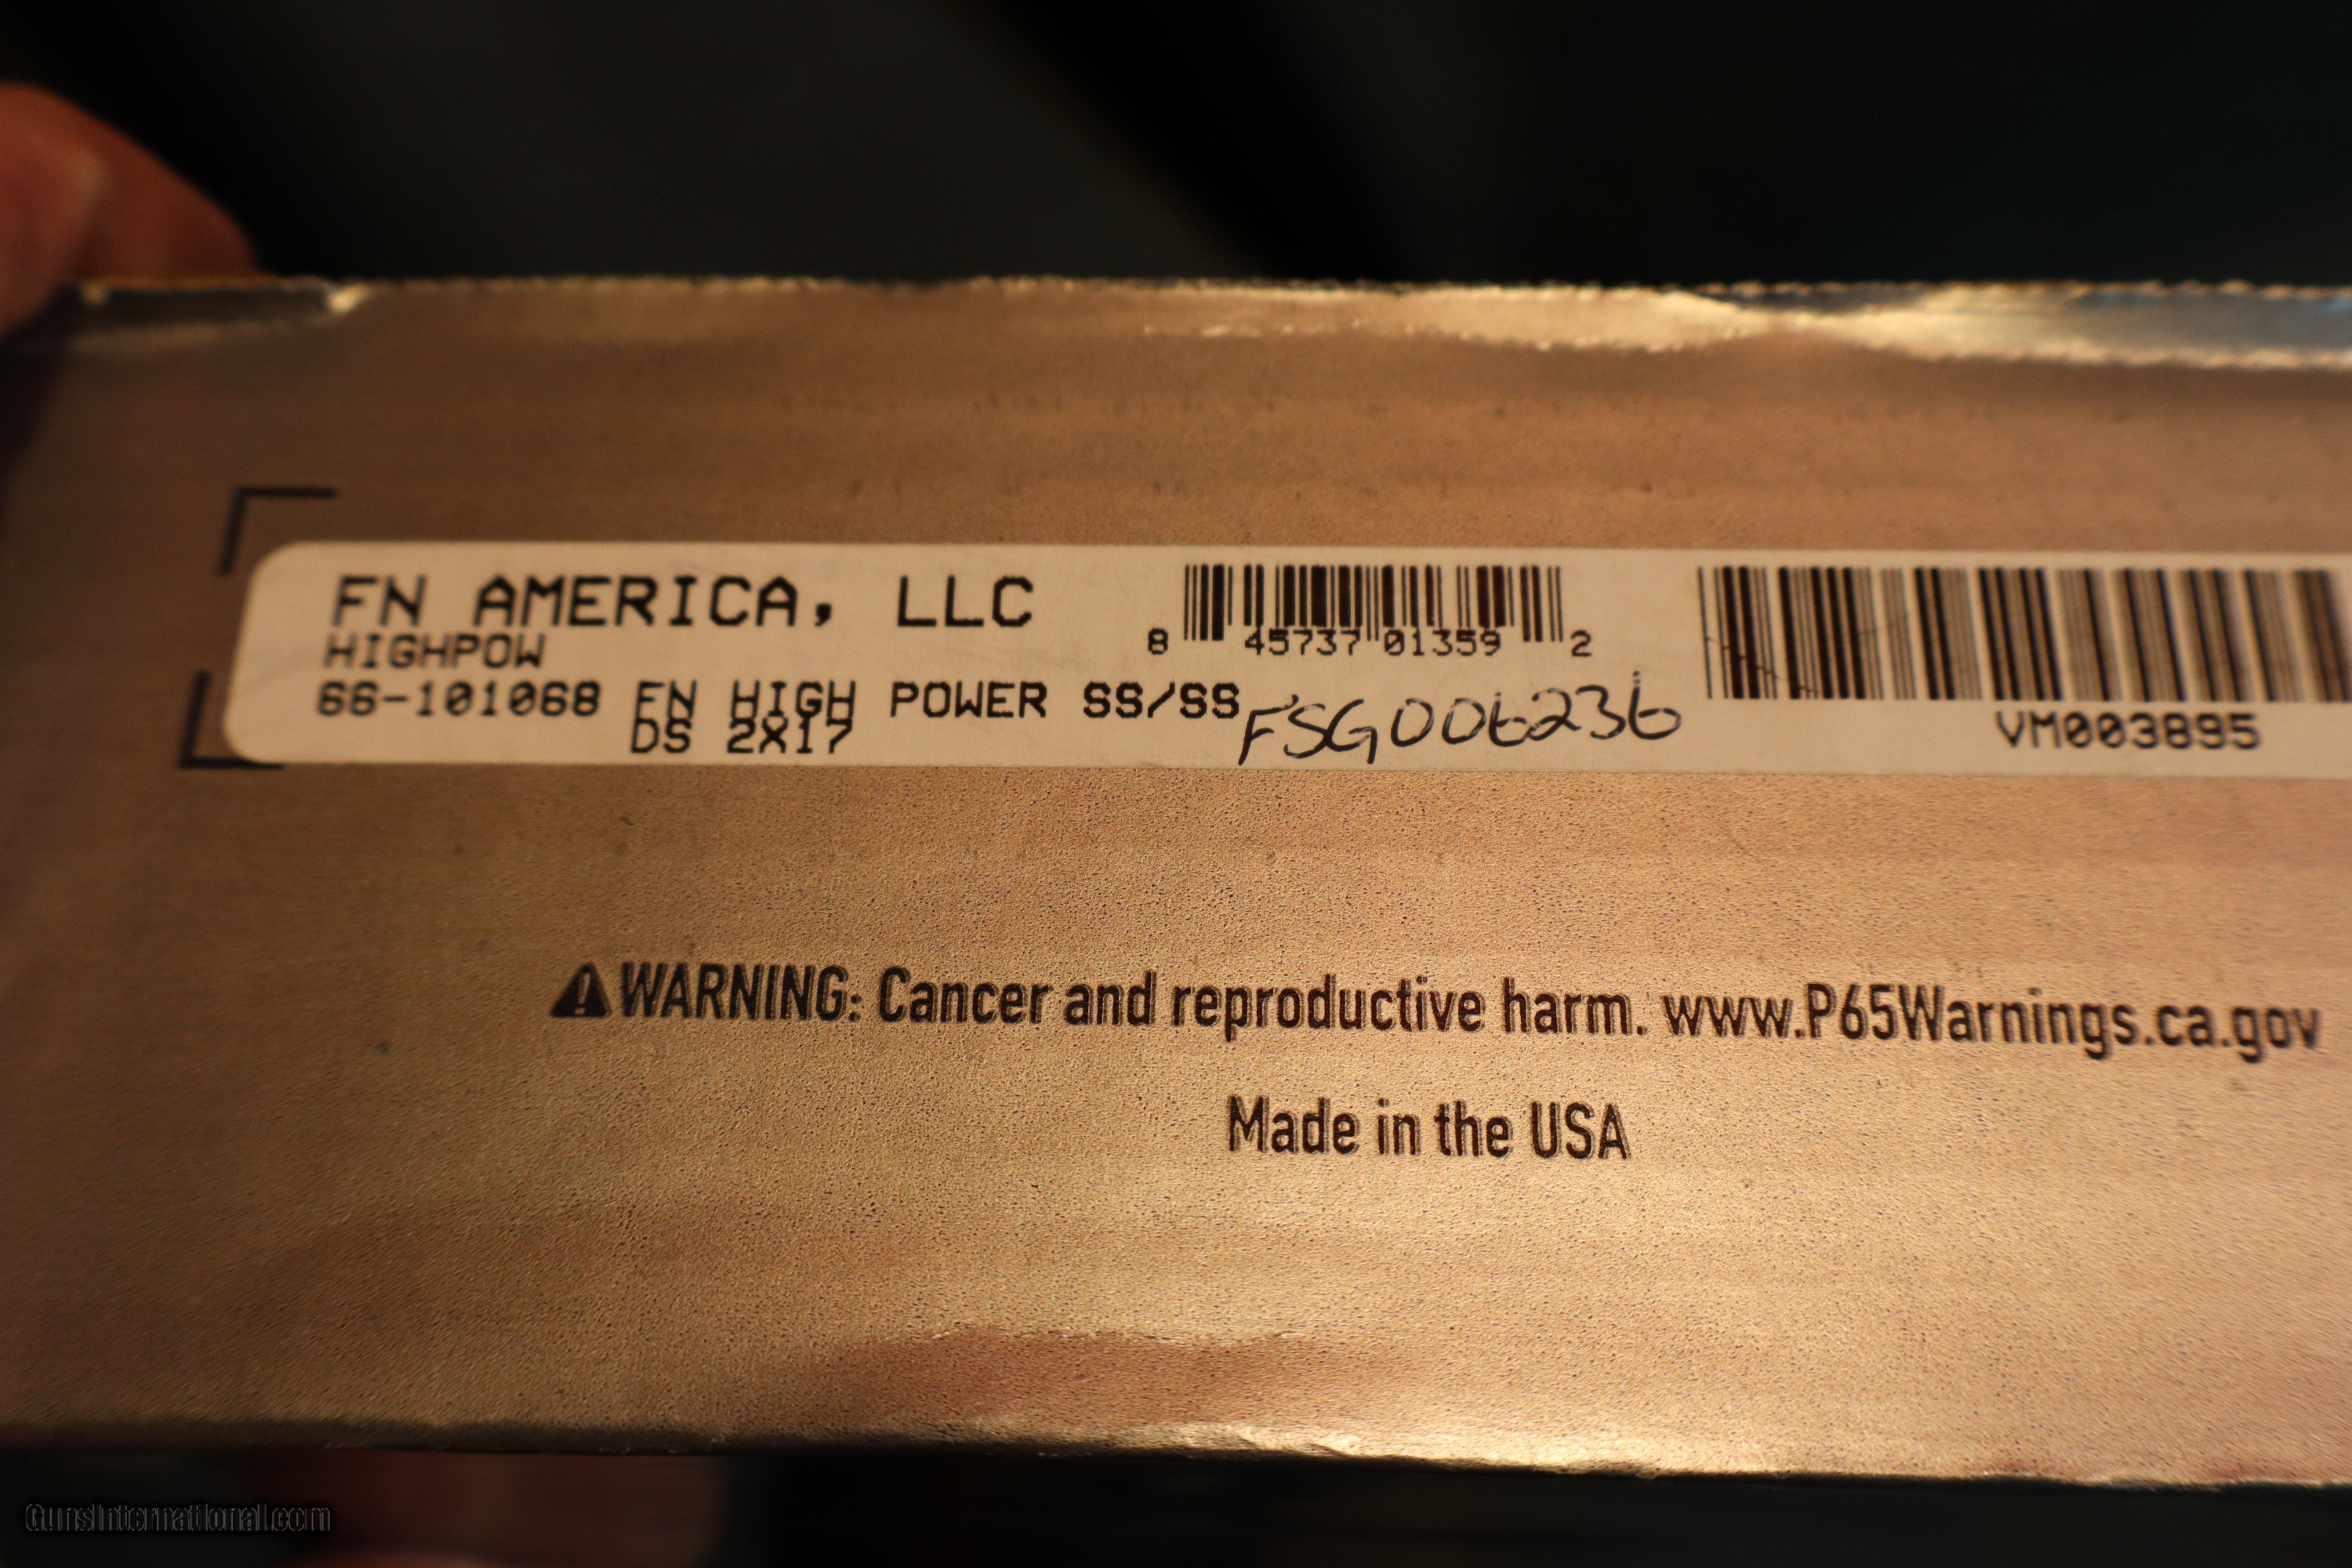 FN AMERICA, LLC
HIGHPOW
8 45737 01359 2
66-101068 FN HIGH POWER SS/SS
DS 2X17
FSG006236
VM003895
⚠WARNING: Cancer and reproductive harm. www.P65Warnings.ca.gov
Made in the USA
GunsInternational.com